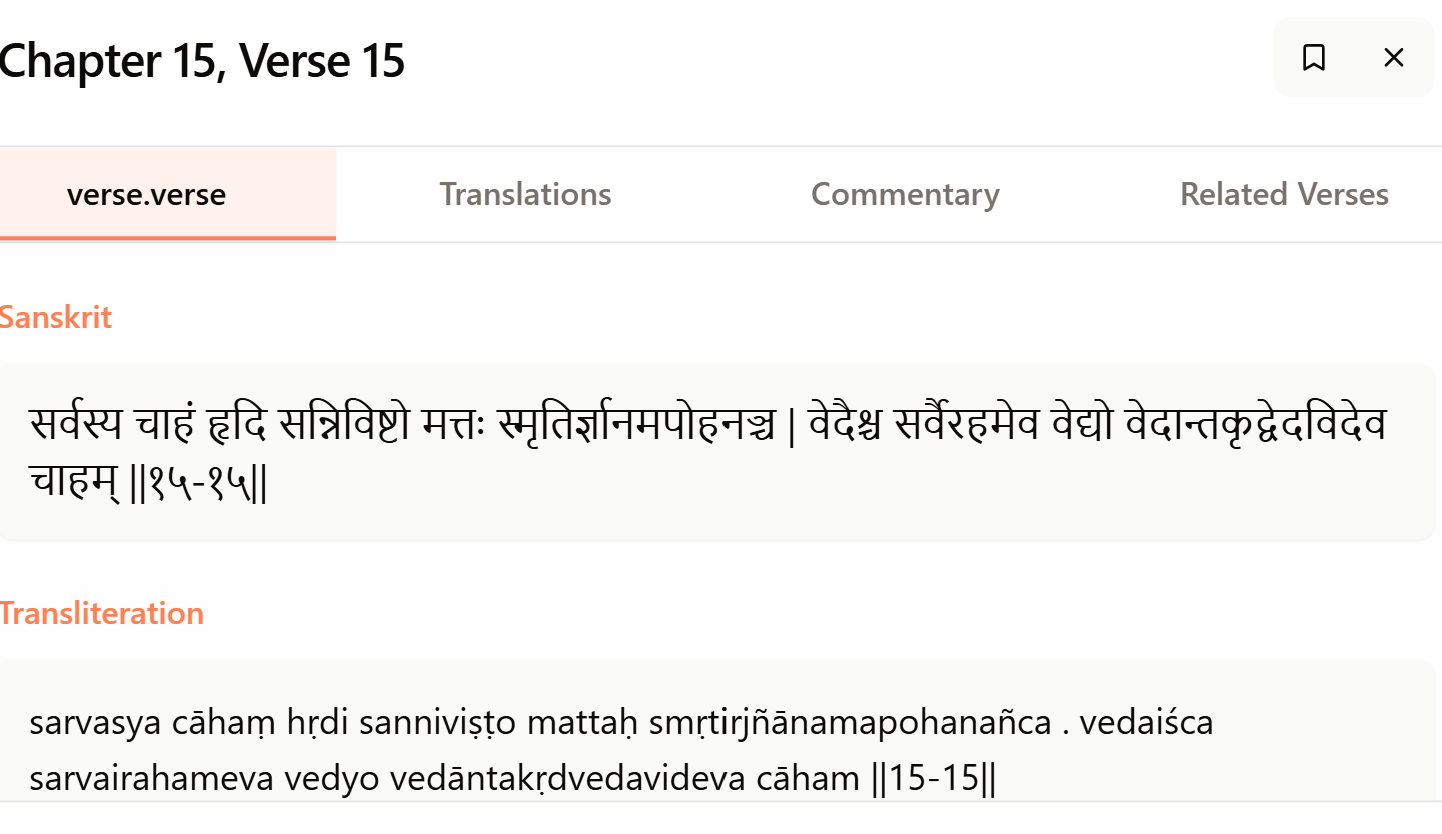 Chapter 15, Verse 15
verse.verse Translations Commentary Related Verses
Sanskrit
सर्वस्य चाहं हृदि सन्निविष्टो मत्तः स्मृतिर्ज्ञानमपोहनञ्च | वेदैश्च सर्वैरहमेव वेद्यो वेदान्तकृद्वेदविदेव
चाहम् ||१५-१५||
Transliteration
sarvasya cāhaṃ hṛdi sanniviṣṭo mattaḥ smṛtirjñānamapohanañca . vedaiśca
sarvairahameva vedyo vedāntakṛdvedavideva cāham ||15-15||